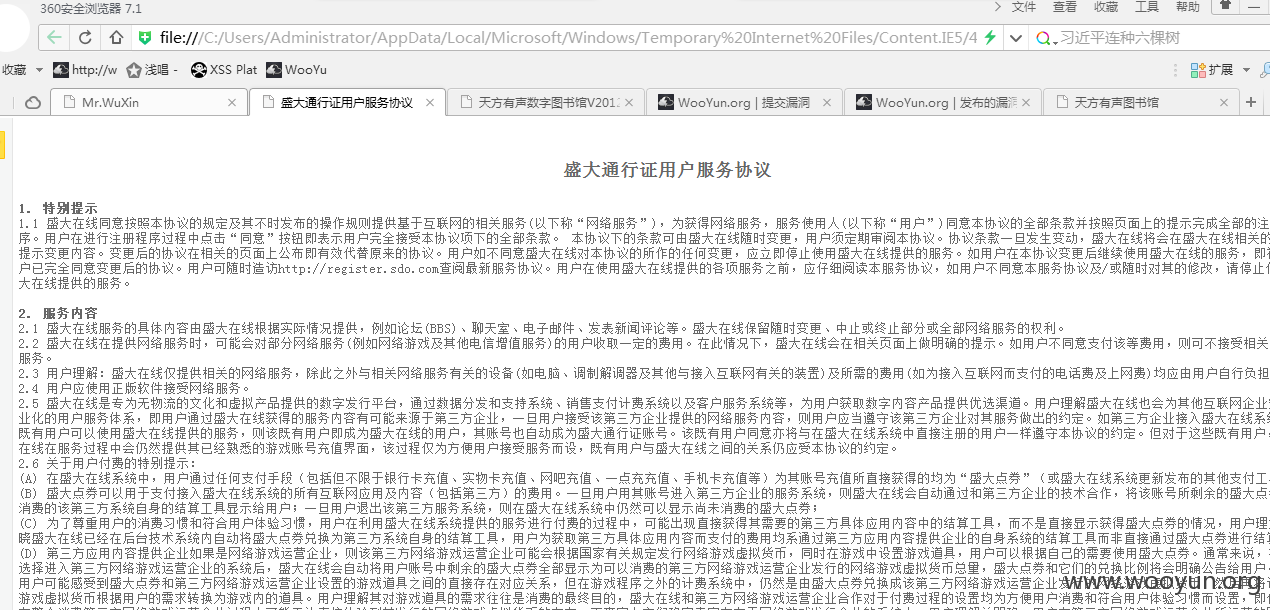 360安全浏览器 7.1
文件 查看 收藏 工具 帮助
file:///C:/Users/Administrator/AppData/Local/Microsoft/Windows/Temporary%20Internet%20Files/Content.IE5/4
习近平连种六棵树
收藏 http://w 浅唱 - XSS Plat WooYu 扩展
Mr.WuXin 盛大通行证用户服务协议 天方有声数字图书馆V201 WooYun.org | 提交漏洞 WooYun.org | 发布的漏 天方有声图书馆
盛大通行证用户服务协议
1. 特别提示
1.1 盛大在线同意按照本协议的规定及其不时发布的操作规则提供基于互联网的相关服务(以下称“网络服务”)，为获得网络服务，服务使用人(以下称“用户”)同意本协议的全部条款并按照页面上的提示完成全部的注
序。用户在进行注册程序过程中点击“同意”按钮即表示用户完全接受本协议项下的全部条款。 本协议下的条款可由盛大在线随时变更，用户须定期审阅本协议。协议条款一旦发生变动，盛大在线将会在盛大在线相关的
提示变更内容。变更后的协议在相关的页面上公布即有效代替原来的协议。用户如不同意盛大在线对本协议的所作的任何变更，应立即停止使用盛大在线提供的服务。如用户在本协议变更后继续使用盛大在线的服务，即
户已完全同意变更后的协议。用户可随时造访http://register.sdo.com查阅最新服务协议。用户在使用盛大在线提供的各项服务之前，应仔细阅读本服务协议，如用户不同意本服务协议及/或随时对其的修改，请停止
大在线提供的服务。
2. 服务内容
2.1 盛大在线服务的具体内容由盛大在线根据实际情况提供，例如论坛(BBS)、聊天室、电子邮件、发表新闻评论等。盛大在线保留随时变更、中止或终止部分或全部网络服务的权利。
2.2 盛大在线在提供网络服务时，可能会对部分网络服务(例如网络游戏及其他电信增值服务)的用户收取一定的费用。在此情况下，盛大在线会在相关页面上做明确的提示。如用户不同意支付该等费用，则可不接受相关
服务。
2.3 用户理解：盛大在线仅提供相关的网络服务，除此之外与相关网络服务有关的设备(如电脑、调制解调器及其他与接入互联网有关的装置)及所需的费用(如为接入互联网而支付的电话费及上网费)均应由用户自行负担
2.4 用户应使用正版软件接受网络服务。
2.5 盛大在线是专为无物流的文化和虚拟产品提供的数字发行平台，通过数据分发和支持系统、销售支付计费系统以及客户服务系统等，为用户获取数字内容产品提供优选渠道。用户理解盛大在线也会为其他互联网企业
业化的用户服务体系，即用户通过盛大在线获得的服务内容有可能来源于第三方企业，一旦用户接受该第三方企业提供的网络服务内容，则用户应当遵守该第三方企业对其服务做出的约定。如第三方企业接入盛大在线系
既有用户可以使用盛大在线提供的服务，则该既有用户即成为盛大在线的用户，其账号也自动成为盛大通行证账号。该既有用户同意亦将与在盛大在线系统中直接注册的用户一样遵守本协议的约定。但对于这些既有用户，
在线在服务过程中会仍然提供其已经熟悉的游戏账号充值界面，该过程仅为方便用户接受服务而设，既有用户与盛大在线之间的关系仍应受本协议的约定。
2.6 关于用户付费的特别提示：
(A) 在盛大在线系统中，用户通过任何支付手段（包括但不限于银行卡充值、实物卡充值、网吧充值、一点充充值、手机卡充值等）为其账号充值所直接获得的均为“盛大点券”（或盛大在线系统更新发布的其他支付工
(B) 盛大点券可以用于支付接入盛大在线系统的所有互联网应用及内容（包括第三方）的费用。一旦用户用其账号进入第三方企业的服务系统，则盛大在线会自动通过和第三方企业的技术合作，将该账号所剩余的盛大点
消费的该第三方系统自身的结算工具显示给用户；一旦用户退出该第三方服务系统，则在盛大在线系统中仍然可以显示尚未消费的盛大点券；
(C) 为了尊重用户的消费习惯和符合用户体验习惯，用户在利用盛大在线系统提供的服务进行付费的过程中，可能出现直接获得其需要的第三方具体应用内容中的结算工具，而不是直接显示获得盛大点券的情况，用户理
晓盛大在线已经在后台技术系统内自动将盛大点券兑换为第三方系统自身的结算工具，用户为获取第三方具体应用内容而支付的费用均系通过第三方应用内容提供企业的自身系统的结算工具而非直接通过盛大点券进行结
(D) 第三方应用内容提供企业如果是网络游戏运营企业，则该第三方网络游戏运营企业可能会根据国家有关规定发行网络游戏虚拟货币，同时在游戏中设置游戏道具，用户可以根据自己的需要使用盛大点券。通常来说，
选择进入第三方网络游戏运营企业的系统后，盛大在线会自动将用户账号中剩余的盛大点券全部显示为可以消费的第三方网络游戏运营企业发行的网络游戏虚拟货币总量，盛大点券和它们的兑换比例将会明确公告给用户
用户可能感受到盛大点券和第三方网络游戏运营企业设置的游戏道具之间的直接存在对应关系，但在游戏程序之外的计费系统中，仍然是由盛大点券兑换成该第三方网络游戏运营企业发
游戏虚拟货币根据用户的需求转换为游戏内的道具。用户理解其对游戏道具的需求往往是消费的最终目的，盛大在线和第三方网络游戏运营企业合作对于付费过程的设置均为方便用户消费和符合用户体验习惯而设置，即
www.wooyun.org